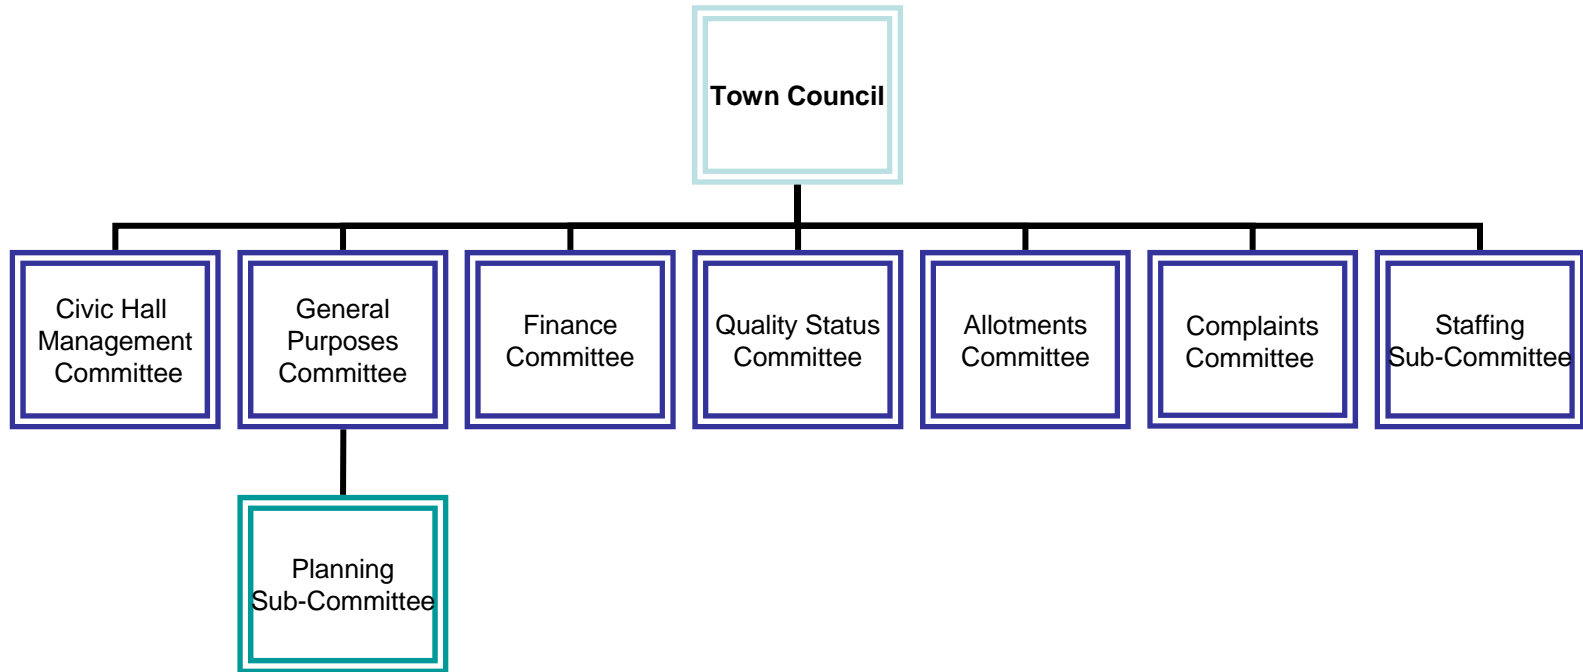 Town Council
Civic Hall
Management
Committee
General
Purposes
Committee
Finance
Committee
Quality Status
Committee
Allotments
Committee
Complaints
Committee
Staffing
Sub-Committee
Planning
Sub-Committee